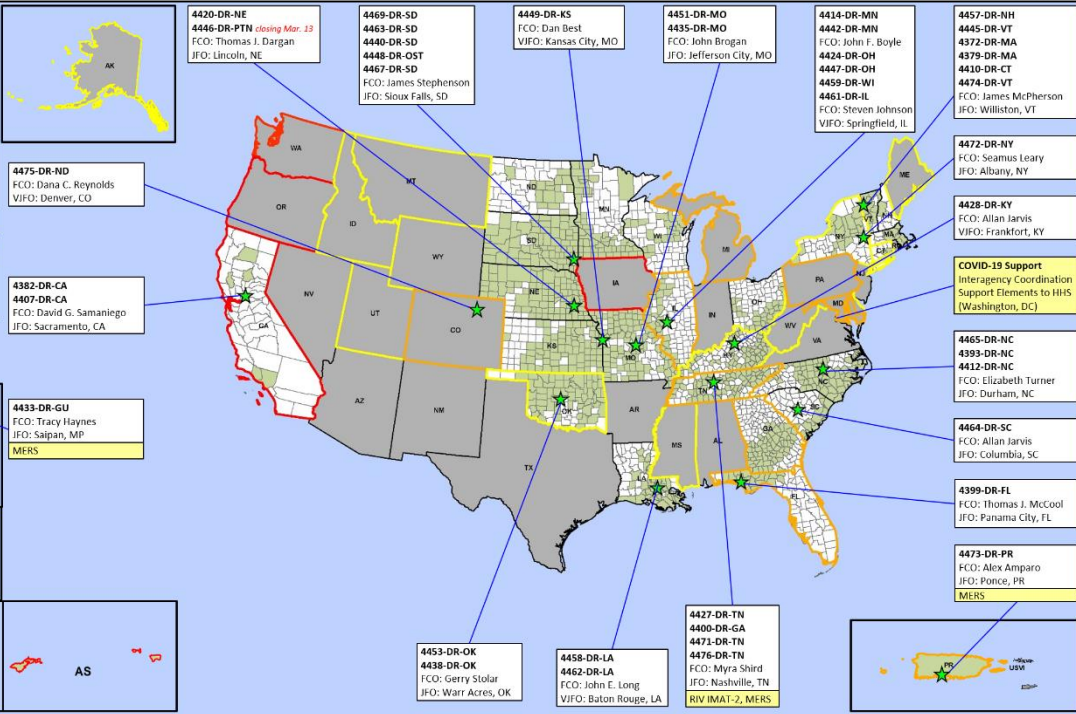 4420-DR-NE
4446-DR-PTN closing Mar. 13
FCO: Thomas J. Dargan
JFO: Lincoln, NE
4469-DR-SD
4463-DR-SD
4440-DR-SD
4448-DR-OST
4467-DR-SD
FCO: James Stephenson
JFO: Sioux Falls, SD
4449-DR-KS
FCO: Dan Best
VJFO: Kansas City, MO
4451-DR-MO
4435-DR-MO
FCO: John Brogan
JFO: Jefferson City, MO
4414-DR-MN
4442-DR-MN
FCO: John F. Boyle
4424-DR-OH
4447-DR-OH
4459-DR-WI
4461-DR-IL
FCO: Steven Johnson
VJFO: Springfield, IL
4457-DR-NH
4445-DR-VT
4372-DR-MA
4379-DR-MA
4410-DR-CT
4474-DR-VT
FCO: James McPherson
JFO: Williston, VT
4472-DR-NY
FCO: Seamus Leary
JFO: Albany, NY
4428-DR-KY
FCO: Allan Jarvis
VJFO: Frankfort, KY
COVID-19 Support
Interagency Coordination
Support Elements to HHS
(Washington, DC)
4465-DR-NC
4393-DR-NC
4412-DR-NC
FCO: Elizabeth Turner
JFO: Durham, NC
4464-DR-SC
FCO: Allan Jarvis
JFO: Columbia, SC
4399-DR-FL
FCO: Thomas J. McCool
JFO: Panama City, FL
4473-DR-PR
FCO: Alex Amparo
JFO: Ponce, PR
MERS
4475-DR-ND
FCO: Dana C. Reynolds
VJFO: Denver, CO
4382-DR-CA
4407-DR-CA
FCO: David G. Samaniego
JFO: Sacramento, CA
4433-DR-GU
FCO: Tracy Haynes
JFO: Saipan, MP
MERS
4453-DR-OK
4438-DR-OK
FCO: Gerry Stolar
JFO: Warr Acres, OK
4458-DR-LA
4462-DR-LA
FCO: John E. Long
VJFO: Baton Rouge, LA
4427-DR-TN
4400-DR-GA
4471-DR-TN
4476-DR-TN
FCO: Myra Shird
JFO: Nashville, TN
RIV IMAT-2, MERS
AK
WA
OR
CA
NV
ID
MT
WY
UT
CO
AZ
NM
ND
SD
NE
KS
OK
TX
MN
IA
MO
AR
LA
WI
IL
MI
IN
OH
KY
TN
MS
AL
GA
FL
SC
NC
VA
WV
MD
PA
NJ
NY
CT
RI
MA
VT
NH
ME
AS
PR
USVI